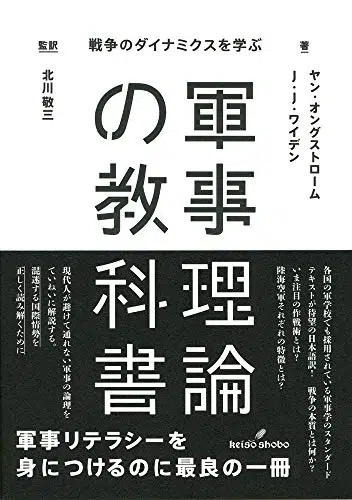 戦争のダイナミクスを学ぶ
著
ヤン・オングストローム
J・J・ワイデン
監訳
北川敬三
軍事理論
の教科書
各国の軍学校でも採用されている軍事学のスタンダード
テキストが待望の日本語訳! 戦争の本質とは何か?
いま注目の作戦術とは?
陸海空軍それぞれの特徴とは?
現代人が避けて通れない軍事の論理を
ていねいに解説する。
混迷する国際情勢を
正しく読み解くために
keiso shobo
軍事リテラシーを
身につけるのに最良の一冊